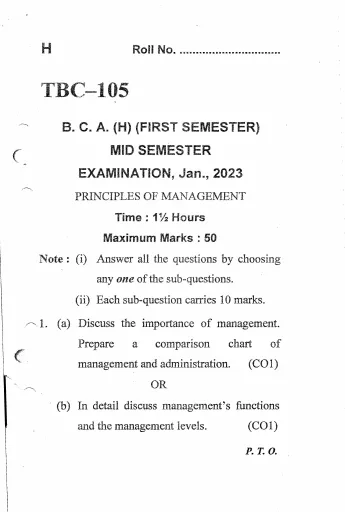 H Roll No. ...............................
TBC–105
B. C. A. (H) (FIRST SEMESTER)
MID SEMESTER
EXAMINATION, Jan., 2023
PRINCIPLES OF MANAGEMENT
Time : 1½ Hours
Maximum Marks : 50
Note : (i) Answer all the questions by choosing
any one of the sub-questions.
(ii) Each sub-question carries 10 marks.
1. (a) Discuss the importance of management.
Prepare a comparison chart of
management and administration. (CO1)
OR
(b) In detail discuss management's functions
and the management levels. (CO1)
P. T. O.